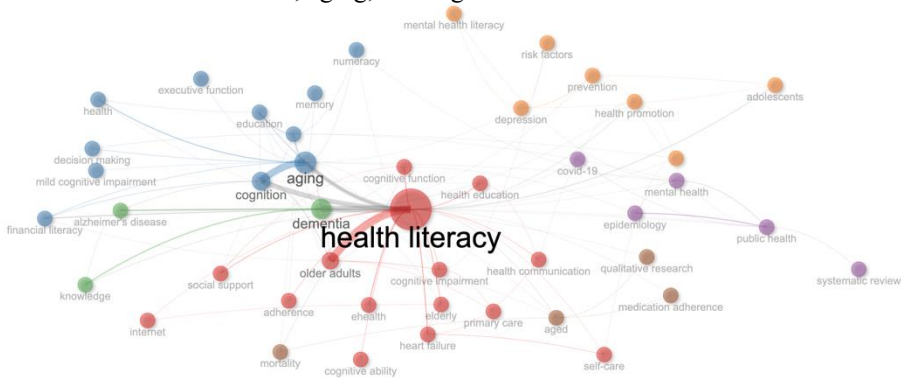 , aging,
mental health literacy
numeracy
risk factors
executive function
prevention
health
memory
adolescents
education
depression
health promotion
decision making
aging
cognitive function
covid-19
mild cognitive impairment
cognition
health education
mental health
financial literacy
alzheimer's disease
dementia
epidemiology
health literacy
public health
older adults
qualitative research
social support
cognitive impairment
health communication
systematic review
knowledge
adherence
ehealth
elderly
primary care
medication adherence
internet
aged
heart failure
mortality
cognitive ability
self-care